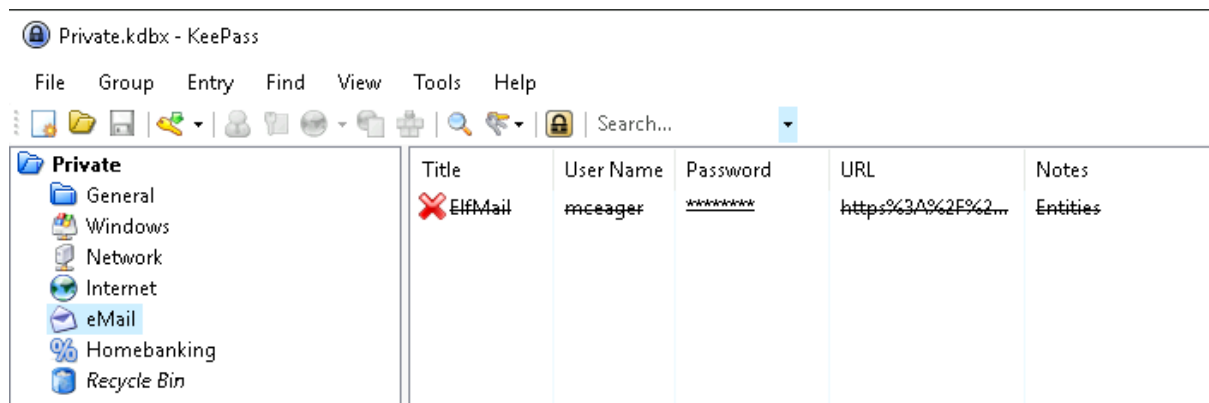 Private.kdbx - KeePass
File Group Entry Find View Tools Help
Search...
Private
General
Windows
Network
Internet
eMail
Homebanking
Recycle Bin
Title User Name Password URL Notes
ElfMail mceager ******** https%3A%2F%2... Entities